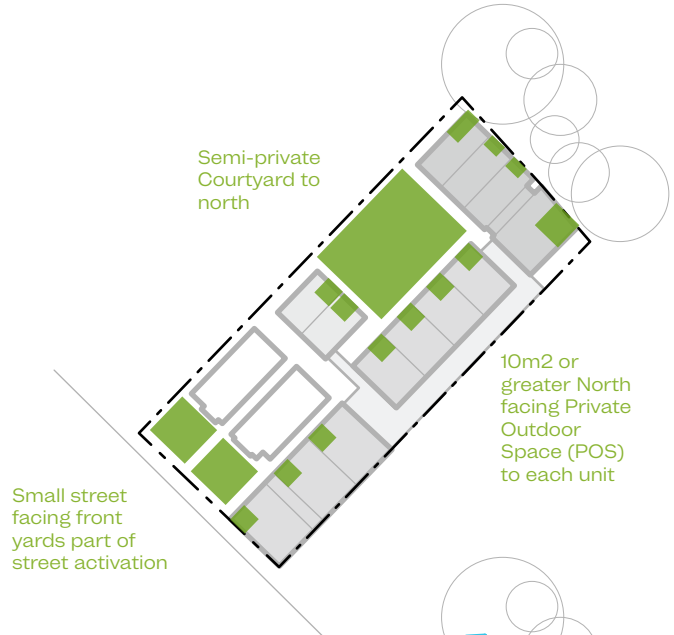 Semi-private
Courtyard to
north
10m2 or
greater North
facing Private
Outdoor
Space (POS)
to each unit
Small street
facing front
yards part of
street activation